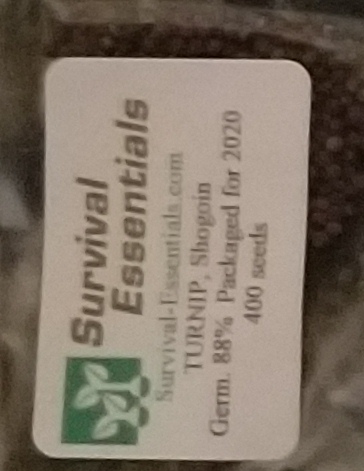 Survival
Essentials
Survival-Essentials.com
TURNIP, Shogoin
Germ. 88% Packaged for 2020
400 seeds